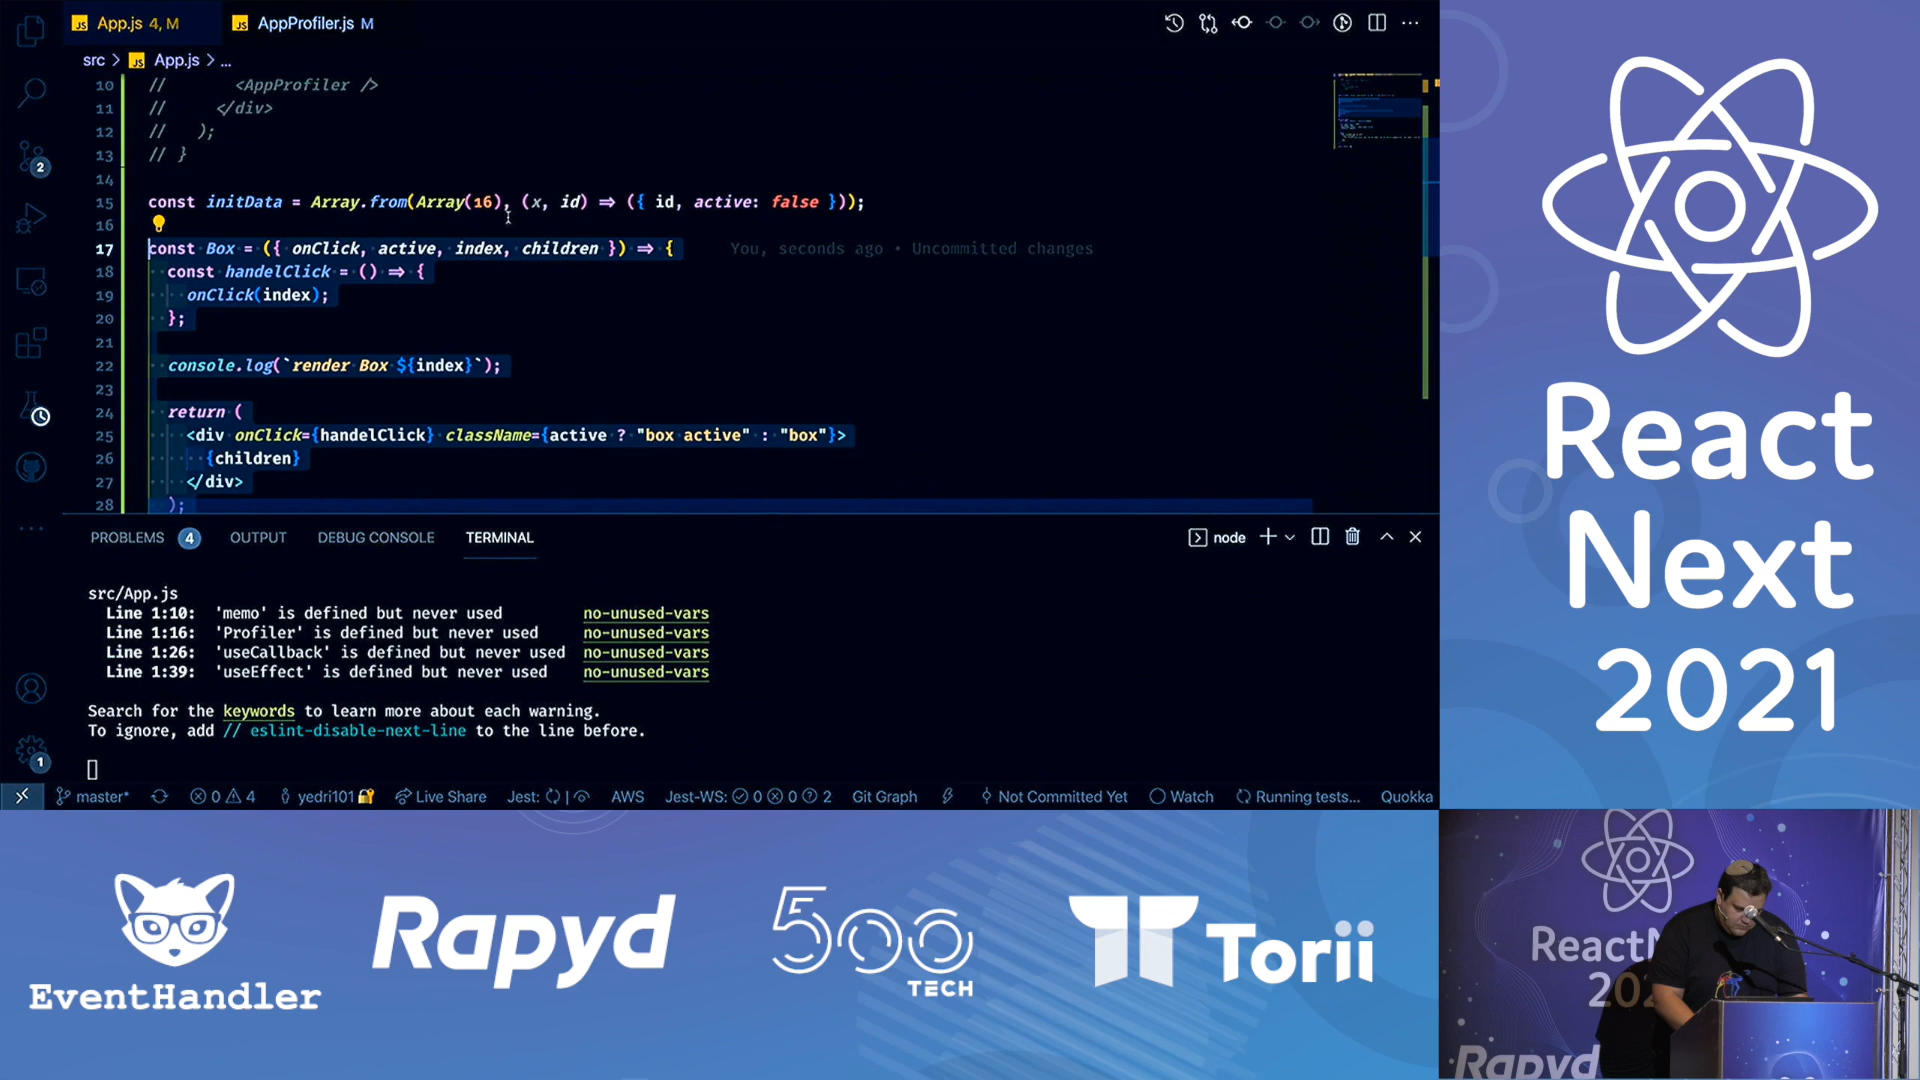 App.js 4, M
AppProfiler.js M
src > App.js > ...
10 // <AppProfiler />
11 // </div>
12 // );
13 // }
14
15 const initData = Array.from(Array(16), (x, id) => ({ id, active: false }));
16
17 const Box = ({ onClick, active, index, children }) => { You, seconds ago • Uncommitted changes
18 const handelClick = () => {
19 onClick(index);
20 };
21
22 console.log(`render Box ${index}`);
23
24 return (
25 <div onClick={handelClick} className={active ? "box active" : "box"}>
26 {children}
27 </div>
28 );
2
1
PROBLEMS 4 OUTPUT DEBUG CONSOLE TERMINAL
node
src/App.js
Line 1:10: 'memo' is defined but never used no-unused-vars
Line 1:16: 'Profiler' is defined but never used no-unused-vars
Line 1:26: 'useCallback' is defined but never used no-unused-vars
Line 1:39: 'useEffect' is defined but never used no-unused-vars
Search for the keywords to learn more about each warning.
To ignore, add // eslint-disable-next-line to the line before.
master* 0 4 yedri101 Live Share Jest: | AWS Jest-WS: 0 0 2 Git Graph Not Committed Yet Watch Running tests... Quokka
React
Next
2021
EventHandler
Rapyd
500
TECH
Torii
ReactN
202
Rapyd